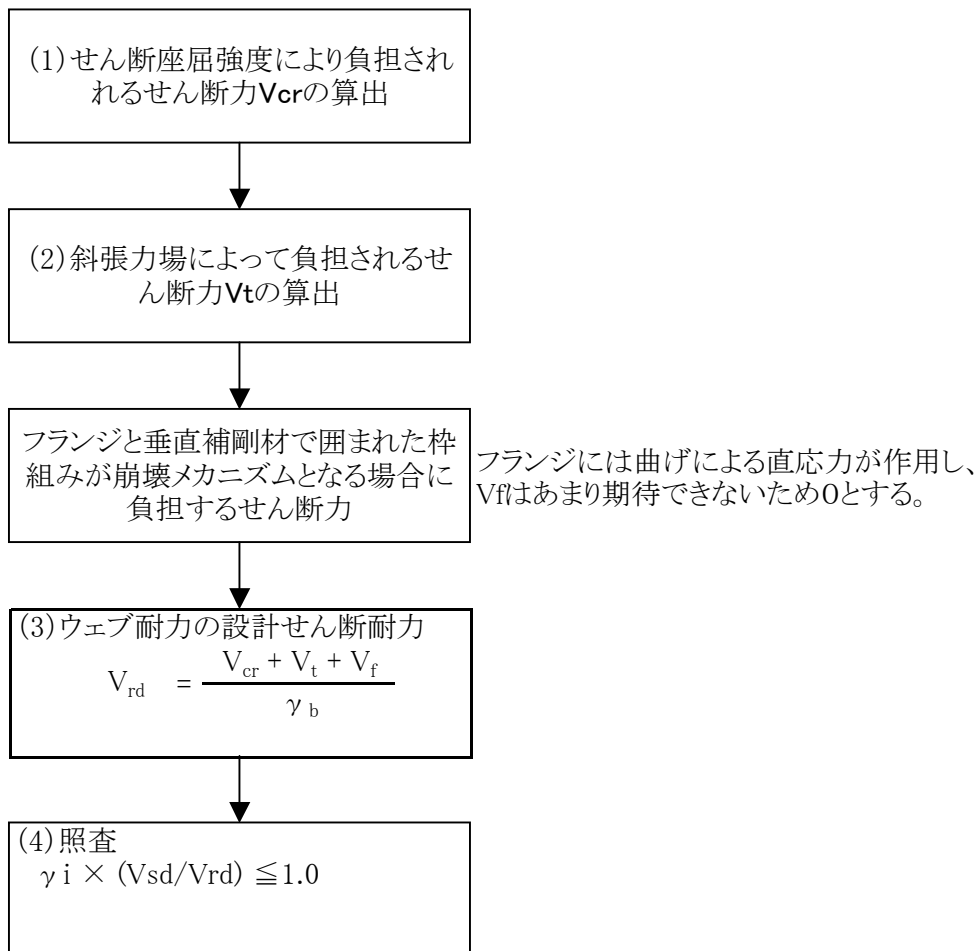 (1)せん断座屈強度により負担され
れるせん断力Vcrの算出
(2)斜張力場によって負担されるせ
ん断力Vtの算出
フランジと垂直補剛材で囲まれた枠
組みが崩壊メカニズムとなる場合に
負担するせん断力
フランジには曲げによる直応力が作用し、
Vfはあまり期待できないため0とする。
(3)ウェブ耐力の設計せん断耐力
Vcr + Vt + Vf
Vrd =
γ b
(4)照査
γ i × (Vsd/Vrd) ≦1.0